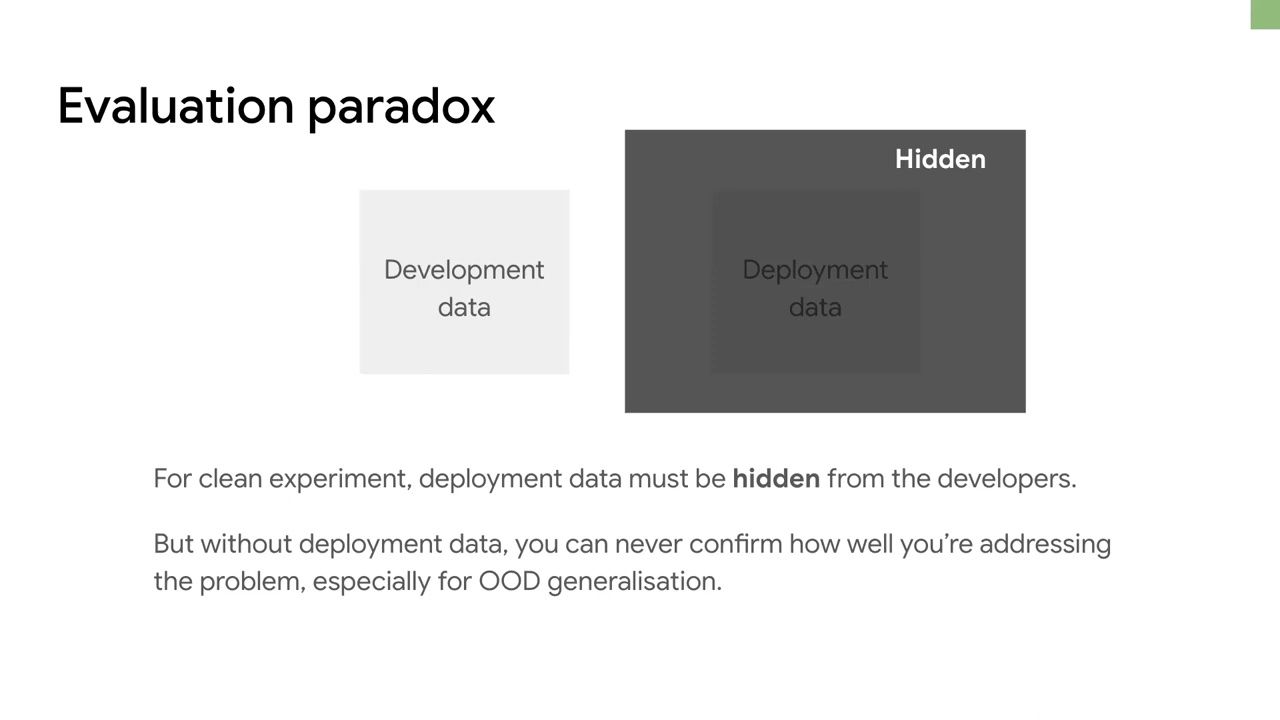 Evaluation paradox
Hidden
Development
data
Deployment
data
For clean experiment, deployment data must be hidden from the developers.
But without deployment data, you can never confirm how well you’re addressing
the problem, especially for OOD generalisation.